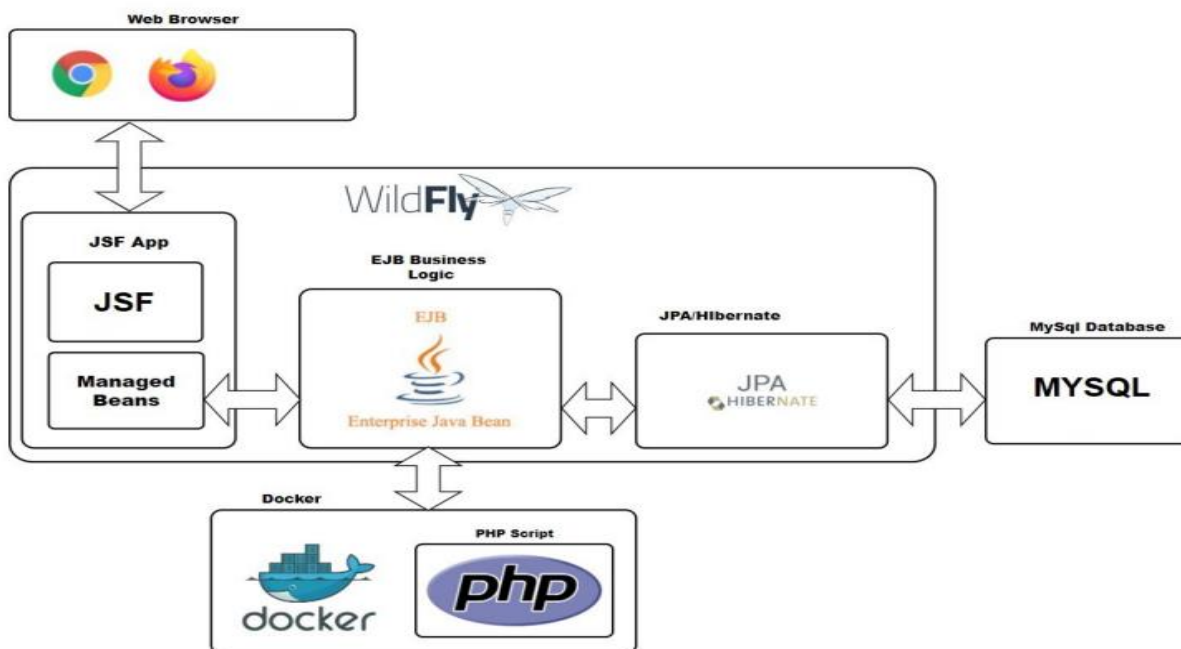 Web Browser
WildFly
JSF App
JSF
Managed
Beans
EJB Business
Logic
EJB
Enterprise Java Bean
JPA/HIbernate
JPA
HIBERNATE
MySql Database
MYSQL
Docker
docker
PHP Script
php